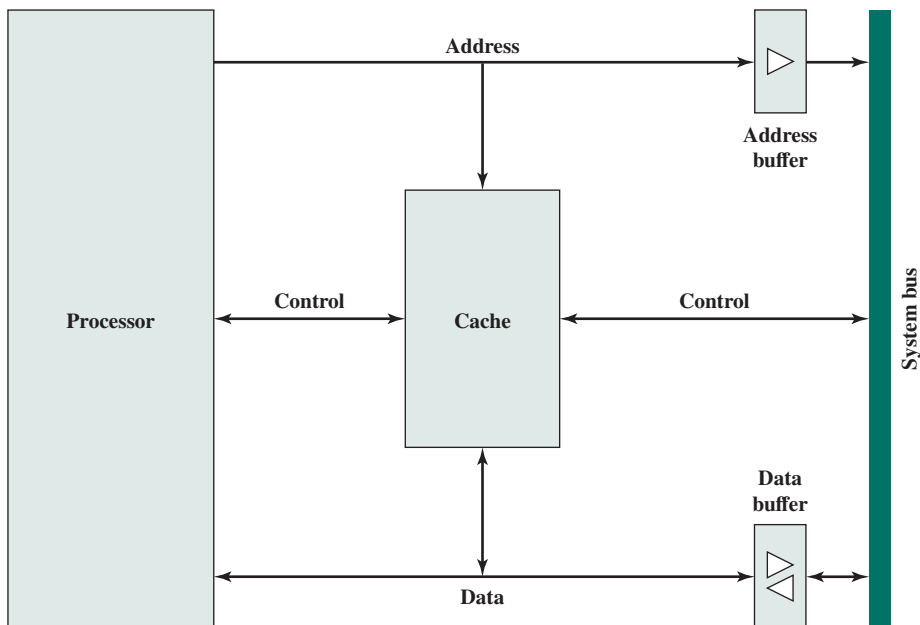 Address
Address
buffer
Processor
Control
Cache
Control
System bus
Data
buffer
Data